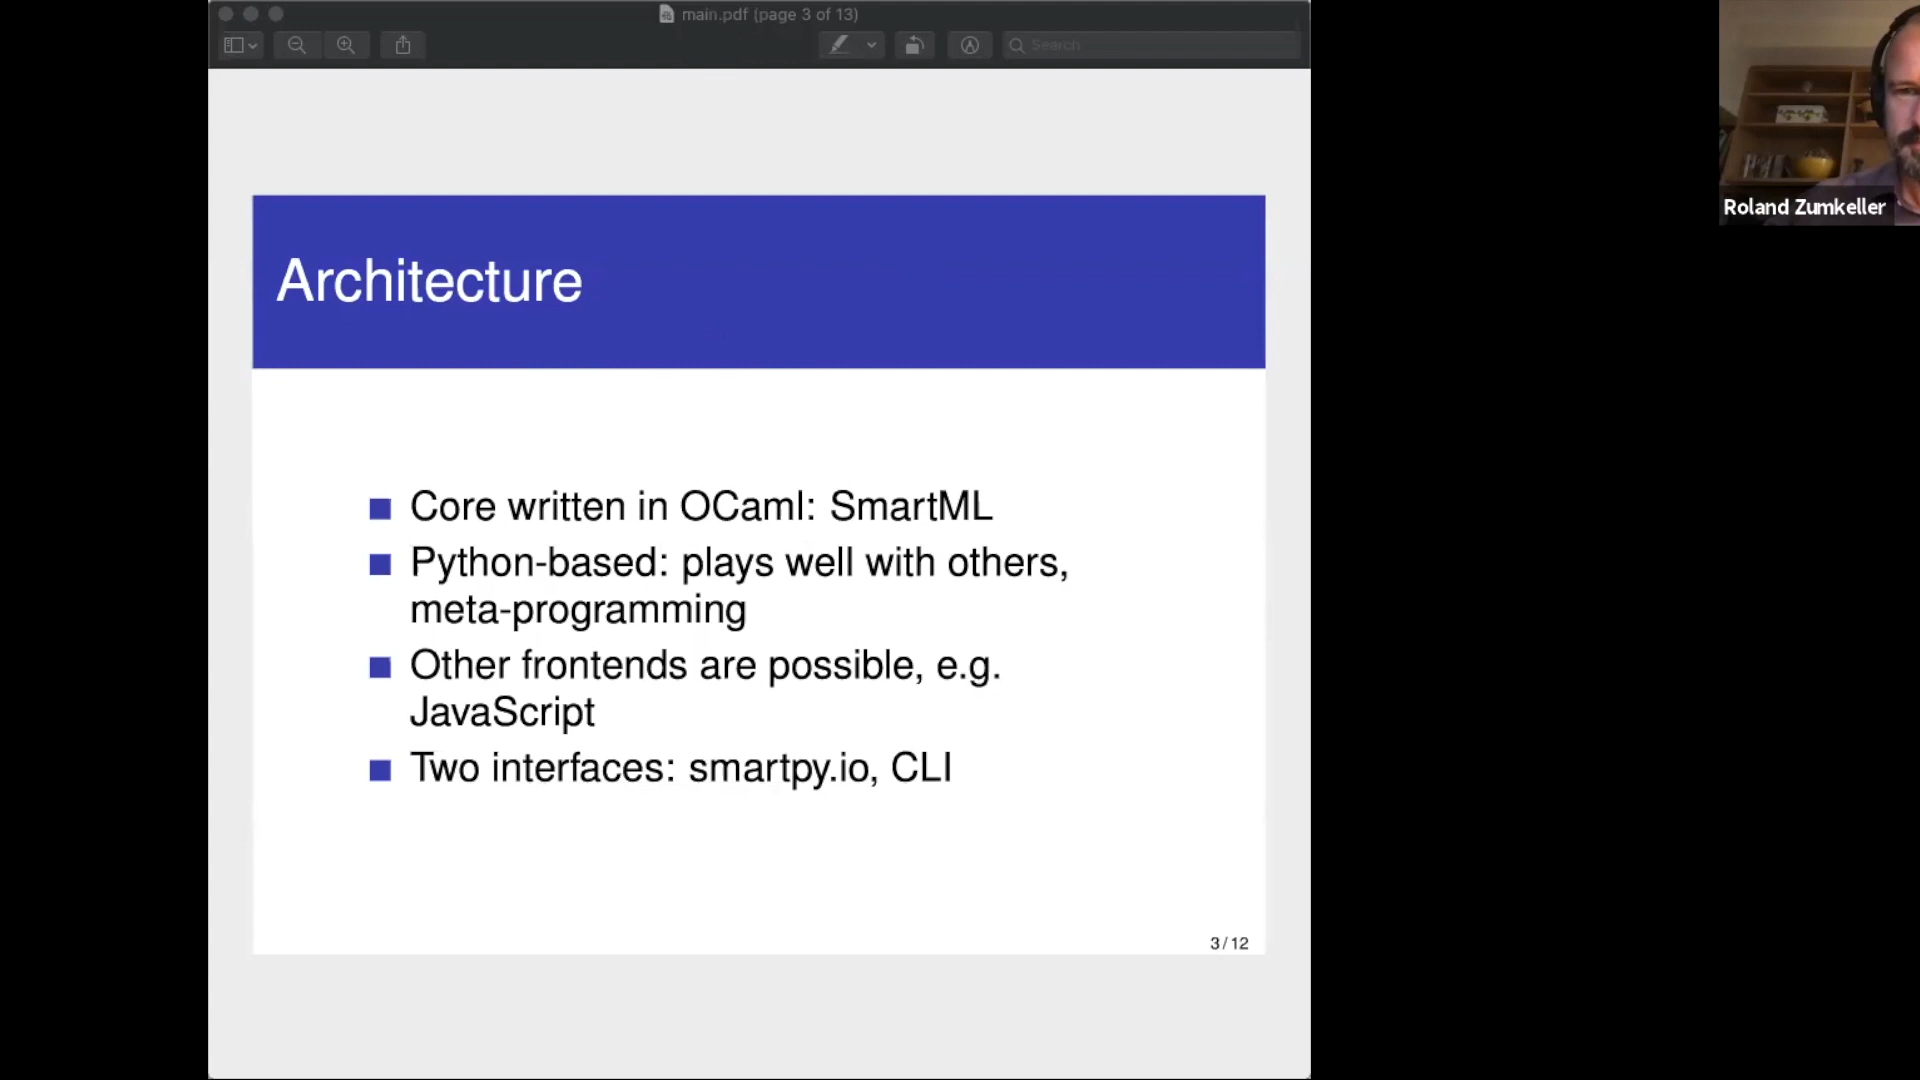 main.pdf (page 3 of 13)
Search
Roland Zumkeller
Architecture
Core written in OCaml: SmartML
Python-based: plays well with others,
meta-programming
Other frontends are possible, e.g.
JavaScript
Two interfaces: smartpy.io, CLI
3 / 12